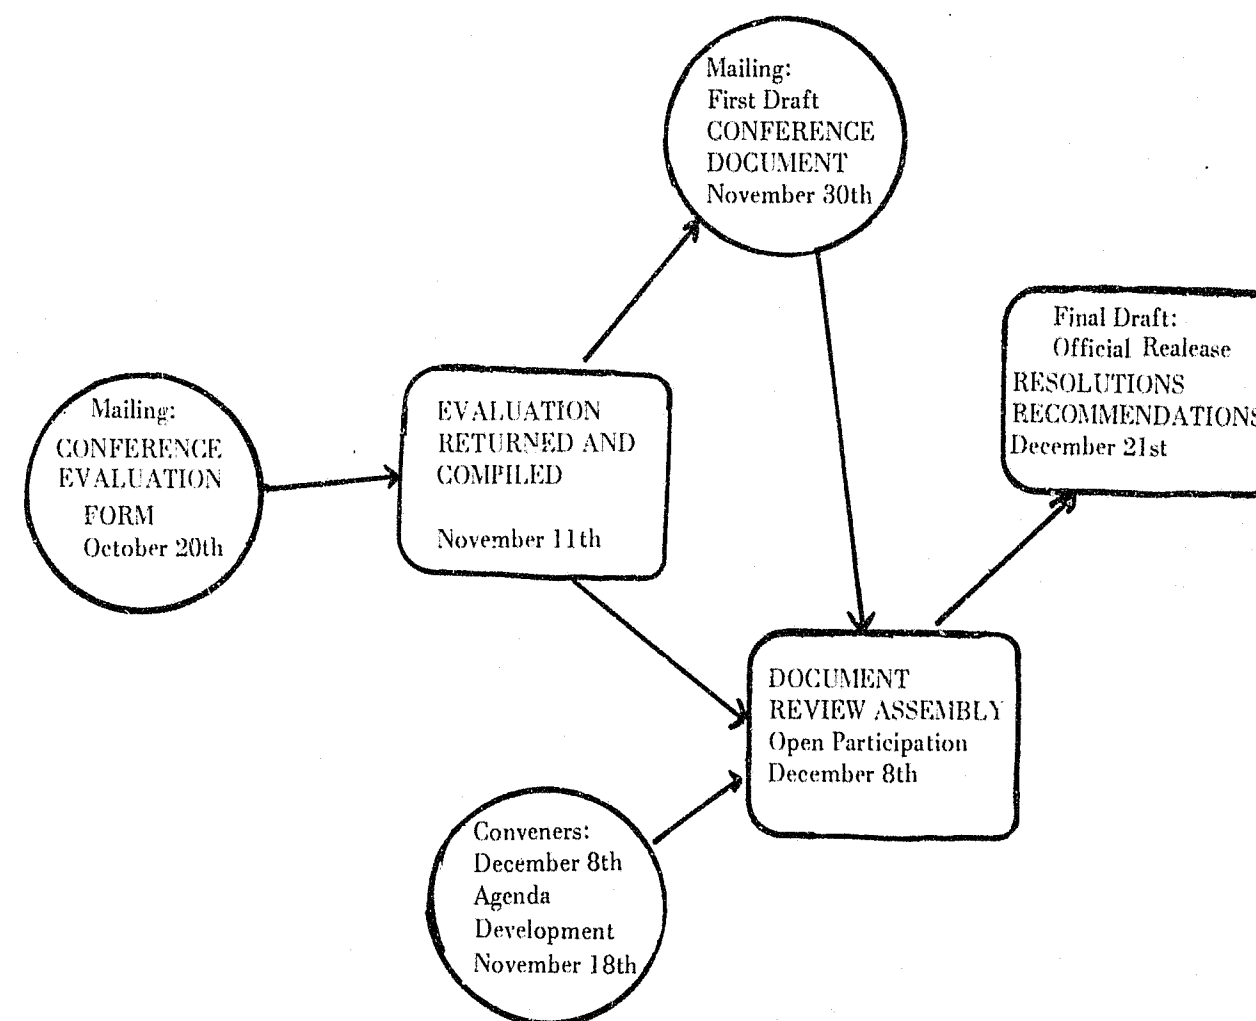 Mailing:
First Draft
CONFERENCE
DOCUMENT
November 30th
Final Draft:
Official Realease
RESOLUTIONS
RECOMMENDATIONS
December 21st
Mailing:
CONFERENCE
EVALUATION
FORM
October 20th
EVALUATION
RETURNED AND
COMPILED
November 11th
DOCUMENT
REVIEW ASSEMBLY
Open Participation
December 8th
Conveners:
December 8th
Agenda
Development
November 18th